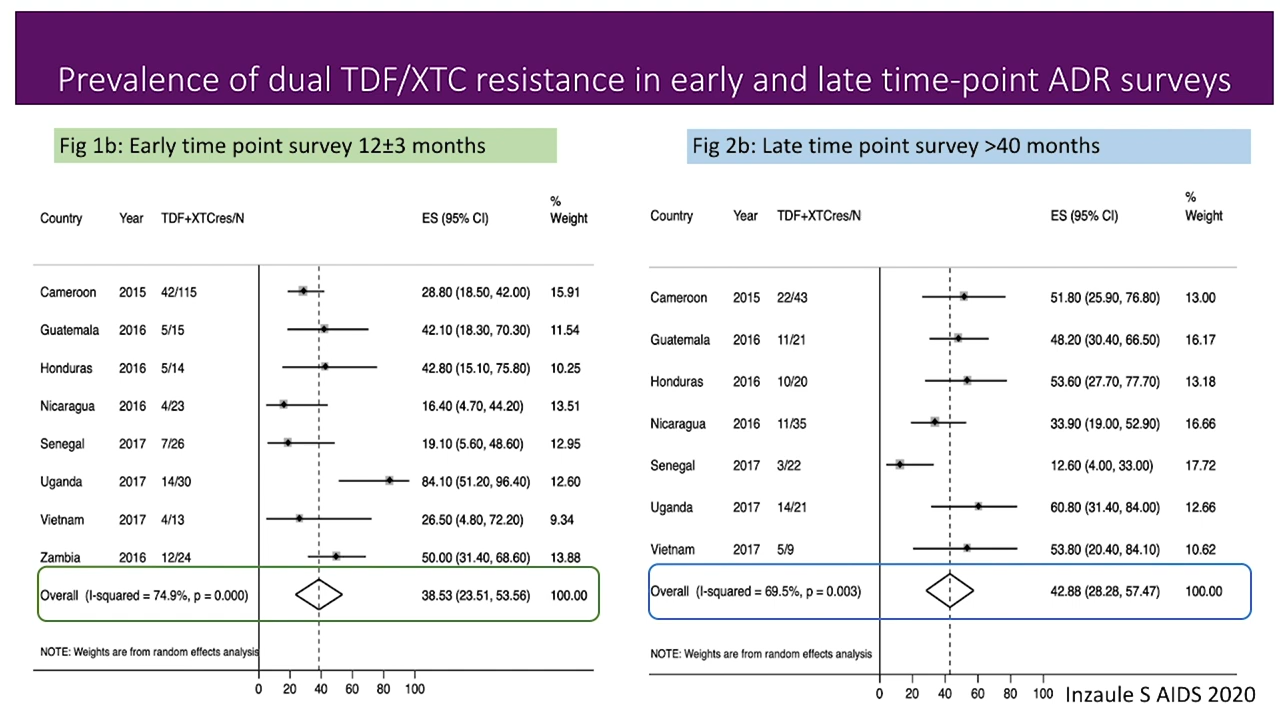 Prevalence of dual TDF/XTC resistance in early and late time-point ADR surveys
Fig 1b: Early time point survey 12±3 months
Country Year TDF+XTCres/N ES (95% CI) % Weight
Cameroon 2015 42/115 28.80 (18.50, 42.00) 15.91
Guatemala 2016 5/15 42.10 (18.30, 70.30) 11.54
Honduras 2016 5/14 42.80 (15.10, 75.80) 10.25
Nicaragua 2016 4/23 16.40 (4.70, 44.20) 13.51
Senegal 2017 7/26 19.10 (5.60, 48.60) 12.95
Uganda 2017 14/30 84.10 (51.20, 96.40) 12.60
Vietnam 2017 4/13 26.50 (4.80, 72.20) 9.34
Zambia 2016 12/24 50.00 (31.40, 68.60) 13.88
Overall (I-squared = 74.9%, p = 0.000) 38.53 (23.51, 53.56) 100.00
NOTE: Weights are from random effects analysis
0 20 40 60 80 100
Fig 2b: Late time point survey >40 months
Country Year TDF+XTCres/N ES (95% CI) % Weight
Cameroon 2015 22/43 51.80 (25.90, 76.80) 13.00
Guatemala 2016 11/21 48.20 (30.40, 66.50) 16.17
Honduras 2016 10/20 53.60 (27.70, 77.70) 13.18
Nicaragua 2016 11/35 33.90 (19.00, 52.90) 16.66
Senegal 2017 3/22 12.60 (4.00, 33.00) 17.72
Uganda 2017 14/21 60.80 (31.40, 84.00) 12.66
Vietnam 2017 5/9 53.80 (20.40, 84.10) 10.62
Overall (I-squared = 69.5%, p = 0.003) 42.88 (28.28, 57.47) 100.00
NOTE: Weights are from random effects analysis
0 20 40 60 80 100
Inzaule S AIDS 2020